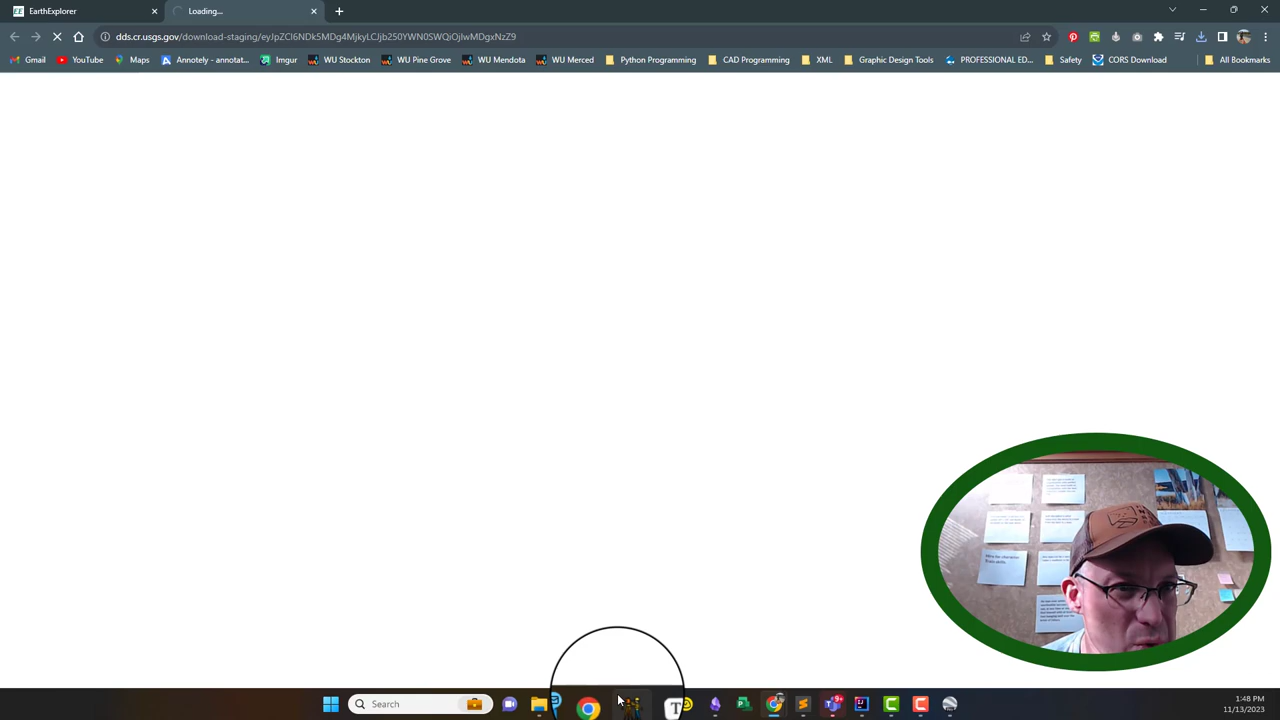 EarthExplorer
Loading...
dds.cr.usgs.gov/download-staging/eyJpZCI6NDk5MDg4MjkyLCJjb250YWN0SWQiOjIwMDgxNzZ9
Gmail
YouTube
Maps
Annotely - annotat...
Imgur
WU Stockton
WU Pine Grove
WU Mendota
WU Merced
Python Programming
CAD Programming
XML
Graphic Design Tools
PROFESSIONAL ED...
Safety
CORS Download
All Bookmarks
Search
9+
1:48 PM
11/13/2023